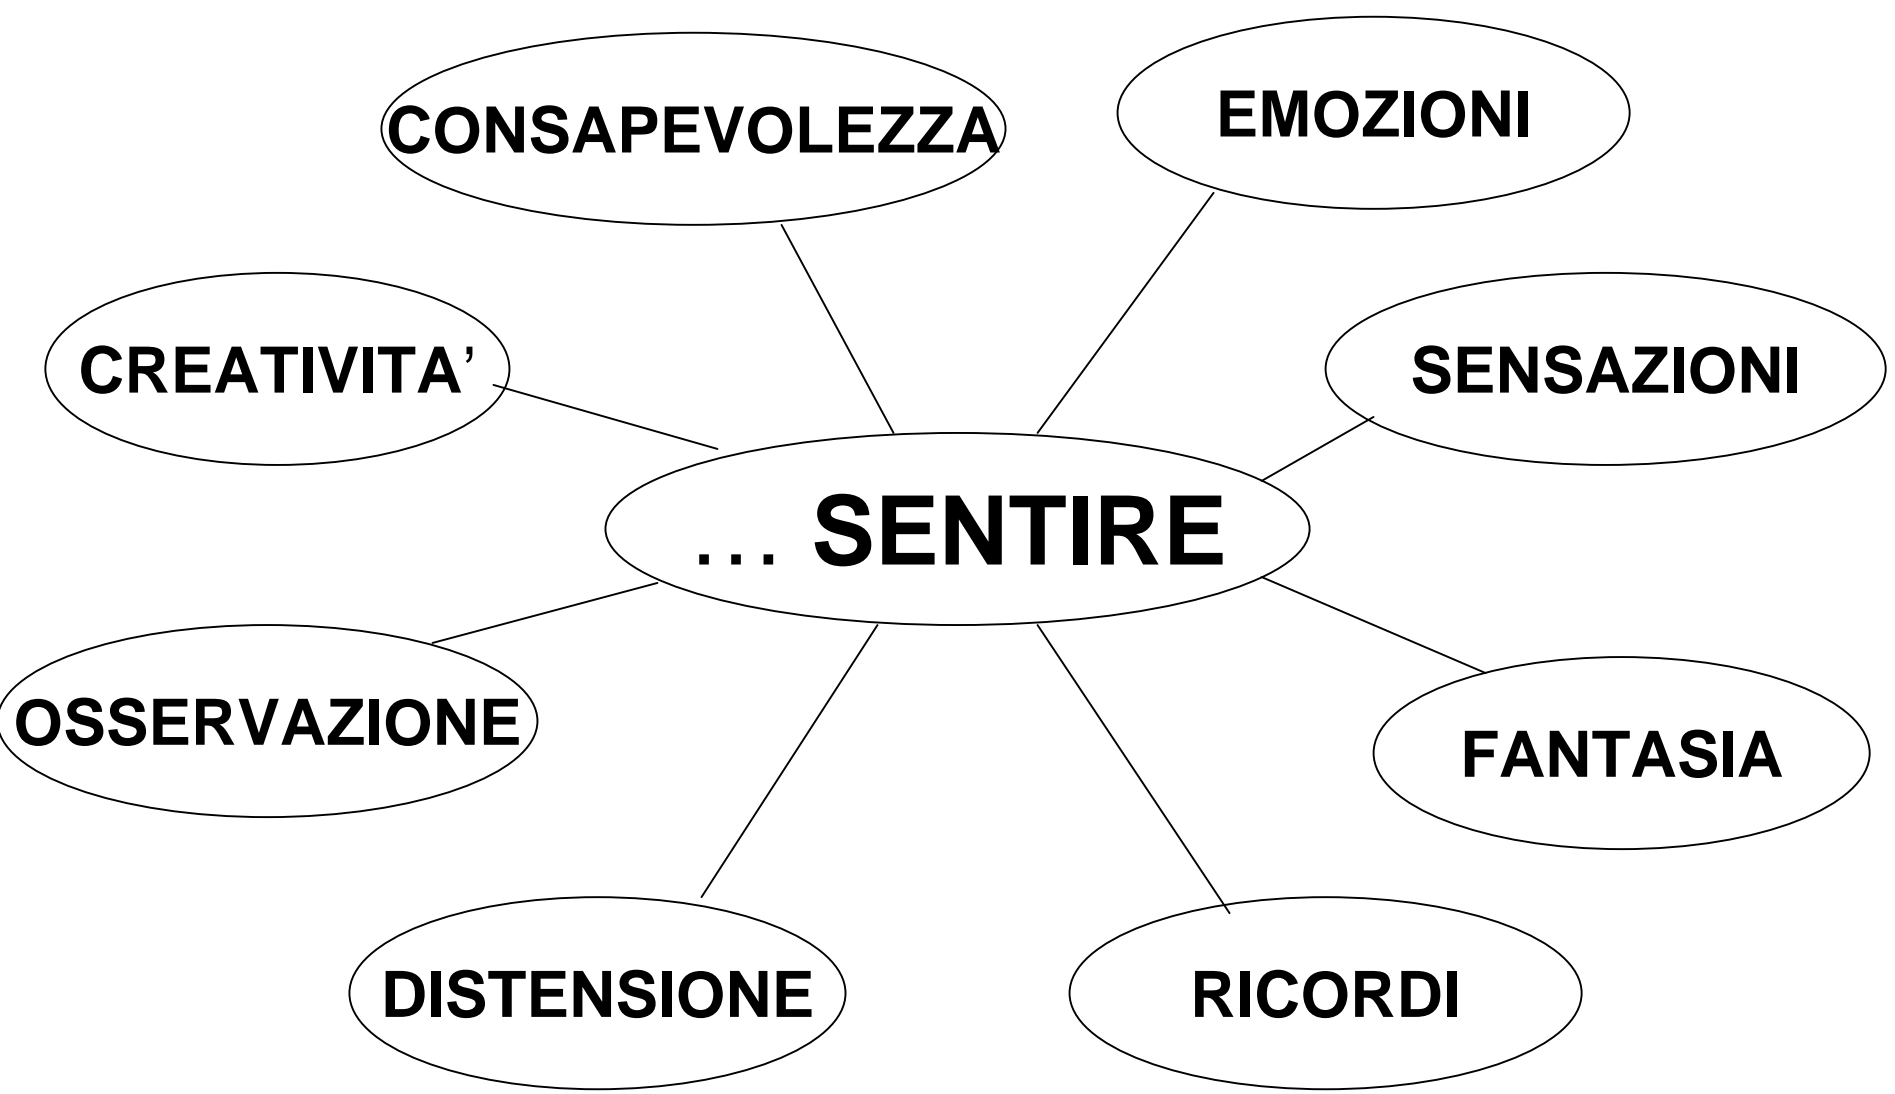 CONSAPEVOLEZZA
EMOZIONI
CREATIVITA’
SENSAZIONI
… SENTIRE
OSSERVAZIONE
FANTASIA
DISTENSIONE
RICORDI